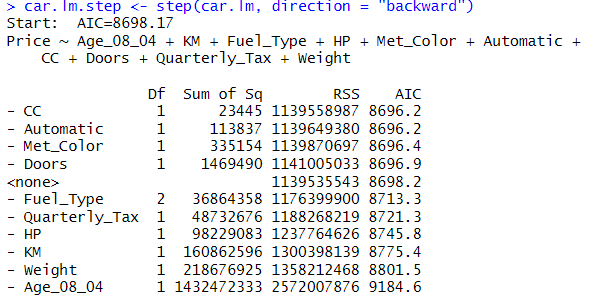 > car.lm.step <- step(car.lm, direction = "backward")
Start:  AIC=8698.17
Price ~ Age_08_04 + KM + Fuel_Type + HP + Met_Color + Automatic +
    CC + Doors + Quarterly_Tax + Weight
                Df  Sum of Sq        RSS    AIC
- CC             1      23445 1139558987 8696.2
- Automatic      1     113837 1139649380 8696.2
- Met_Color      1     335154 1139870697 8696.4
- Doors          1    1469490 1141005033 8696.9
<none>                        1139535543 8698.2
- Fuel_Type      2   36864358 1176399900 8713.3
- Quarterly_Tax  1   48732676 1188268219 8721.3
- HP             1   98229083 1237764626 8745.8
- KM             1  160862596 1300398139 8775.4
- Weight         1  218676925 1358212468 8801.5
- Age_08_04      1 1432472333 2572007876 9184.6